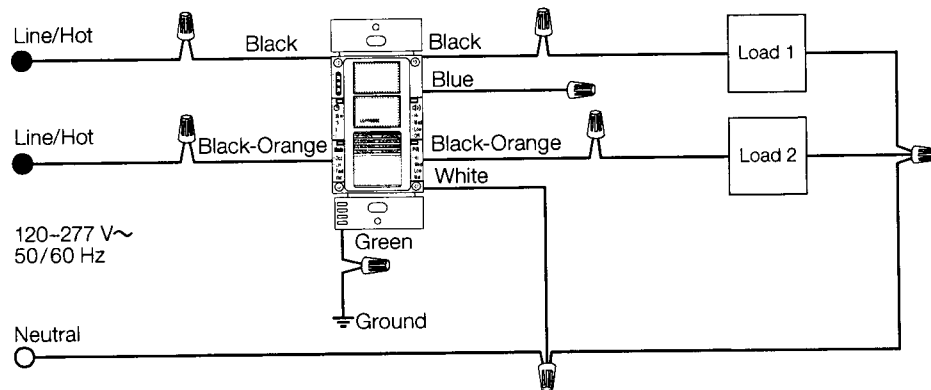 Line/Hot
Black
Black
Load 1
Blue
Line/Hot
Black-Orange
Black-Orange
Load 2
White
120–277 V~
50/60 Hz
Green
Ground
Neutral